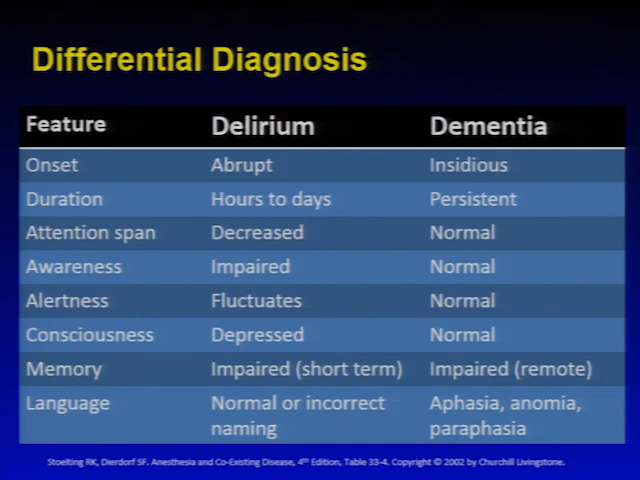 Differential Diagnosis
Feature Delirium Dementia
Onset Abrupt Insidious
Duration Hours to days Persistent
Attention span Decreased Normal
Awareness Impaired Normal
Alertness Fluctuates Normal
Consciousness Depressed Normal
Memory Impaired (short term) Impaired (remote)
Language Normal or incorrect naming Aphasia, anomia, paraphasia
Stoelting RK, Dierdorf SF. Anesthesia and Co-Existing Disease, 4th Edition, Table 33-4. Copyright © 2002 by Churchill Livingstone.